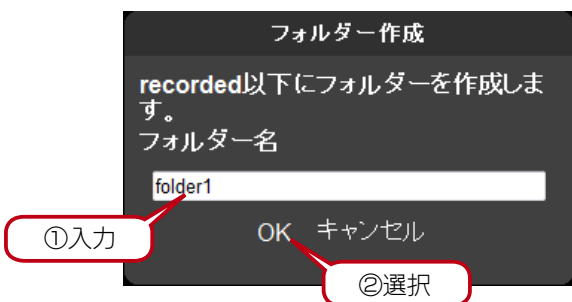 フォルダー作成
recorded以下にフォルダーを作成しま
す。
フォルダー名
folder1
①入力
OK キャンセル
②選択